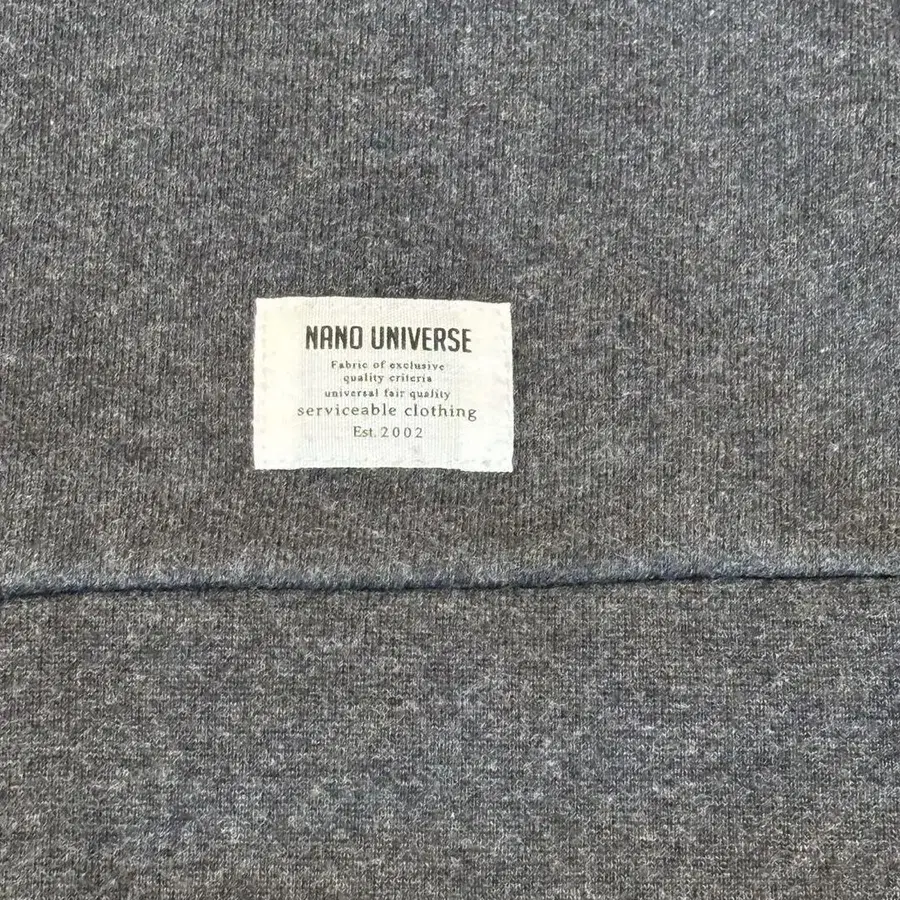 NANO UNIVERSE
Fabric of exclusive
quality criteria
universal fair quality
serviceable clothing
Est. 2002